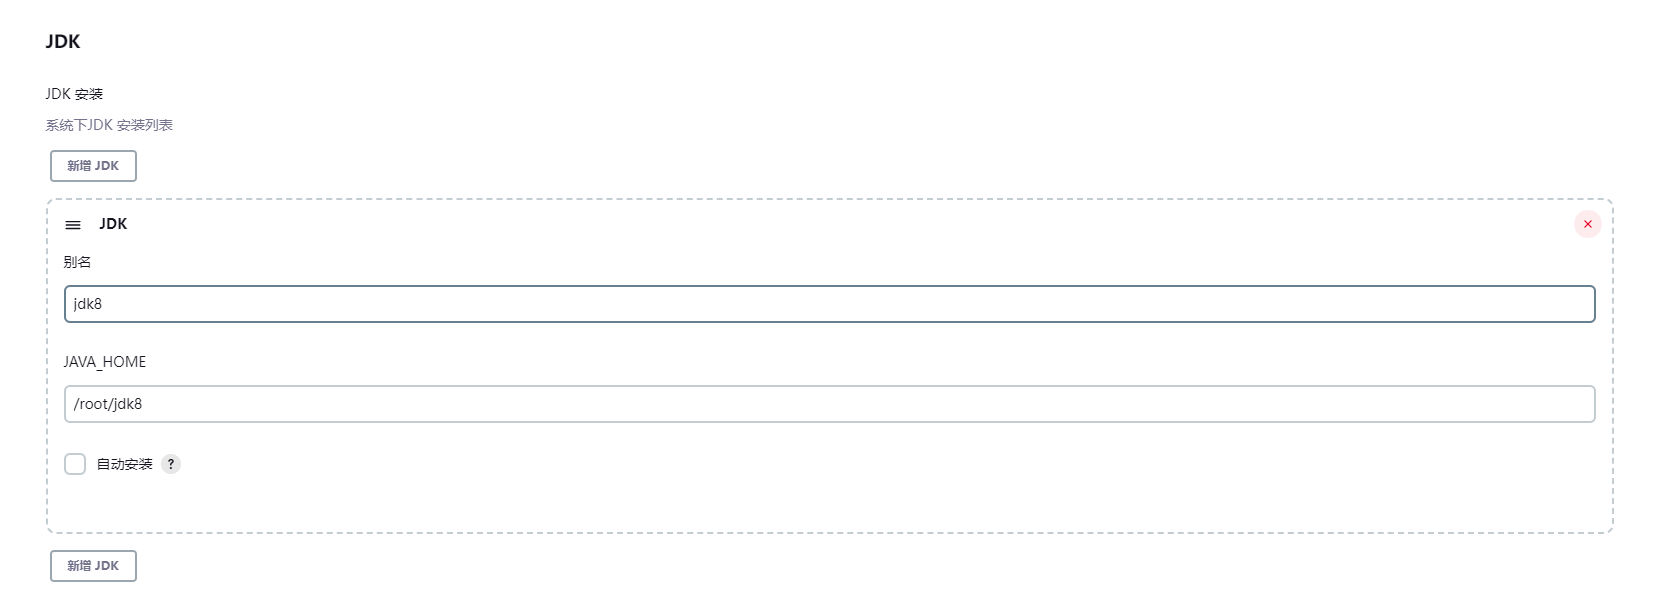 JDK
JDK 安装
系统下JDK 安装列表
新增 JDK
JDK
别名
jdk8
JAVA_HOME
/root/jdk8
自动安装 ?
新增 JDK